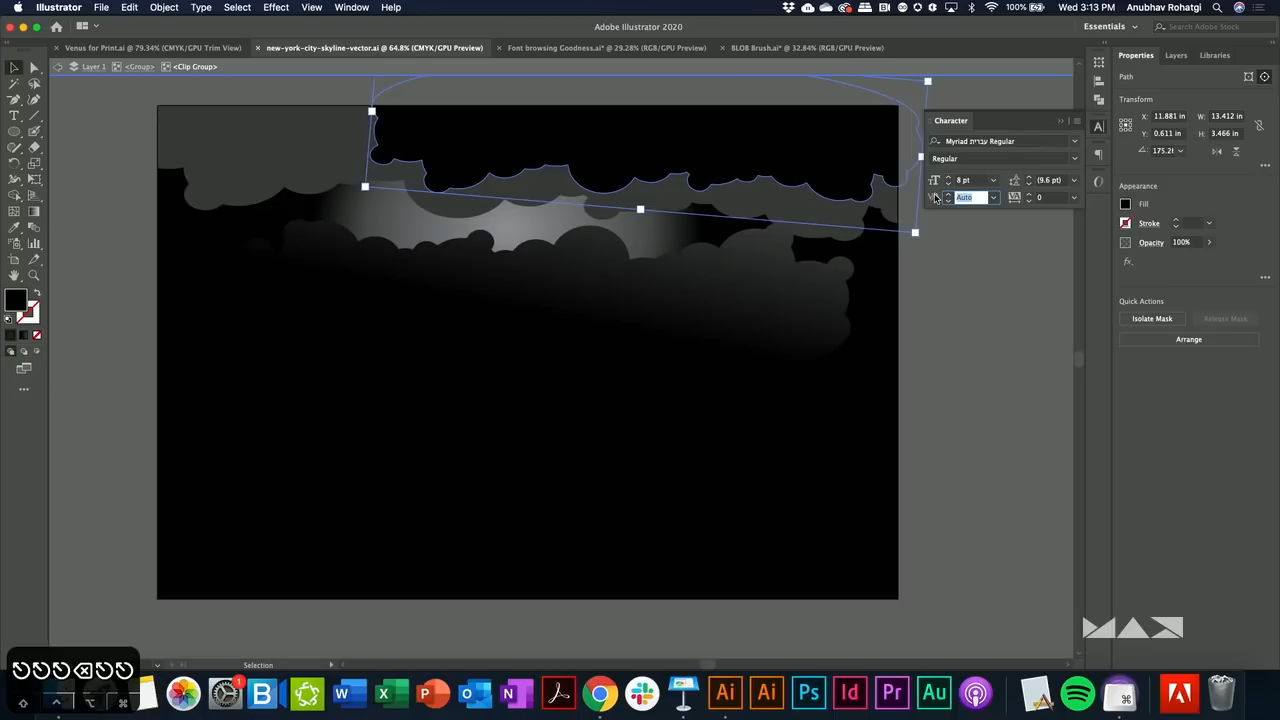 Illustrator File Edit Object Type Select Effect View Window Help
100% Wed 3:13 PM Anubhav Rohatgi
Adobe Illustrator 2020
Essentials
Search Adobe Stock
Venus for Print.ai @ 79.34% (CMYK/GPU Trim View)
new-york-city-skyline-vector.ai @ 64.8% (CMYK/GPU Preview)
Font browsing Goodness.ai* @ 29.28% (RGB/GPU Preview)
BLOB Brush.ai* @ 32.84% (RGB/GPU Preview)
Layer 1 <Group> <Clip Group>
Properties Layers Libraries
Path
Transform
X: 11.881 in W: 13.412 in
Y: 0.611 in H: 3.466 in
Character
Myriad עברית Regular
Regular
8 pt (9.6 pt)
Auto 0
Appearance
Fill
Stroke
Opacity 100%
fx
Quick Actions
Isolate Mask Release Mask
Arrange
Selection